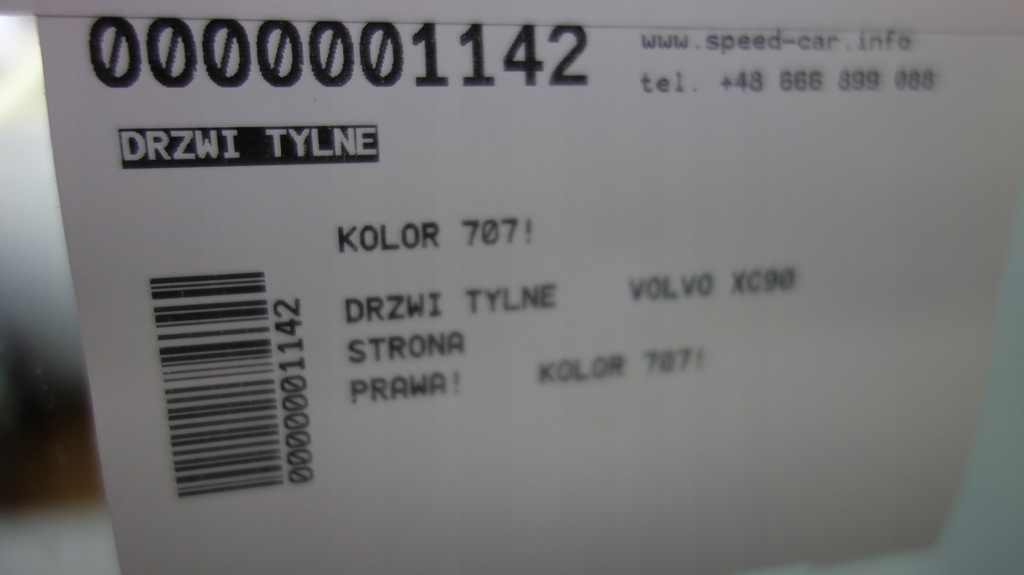 0000001142
www.speed-car.info
tel. +48 666 899 088
DRZWI TYLNE
KOLOR 707!
DRZWI TYLNE VOLVO XC90
STRONA
PRAWA! KOLOR 707!
0000001142